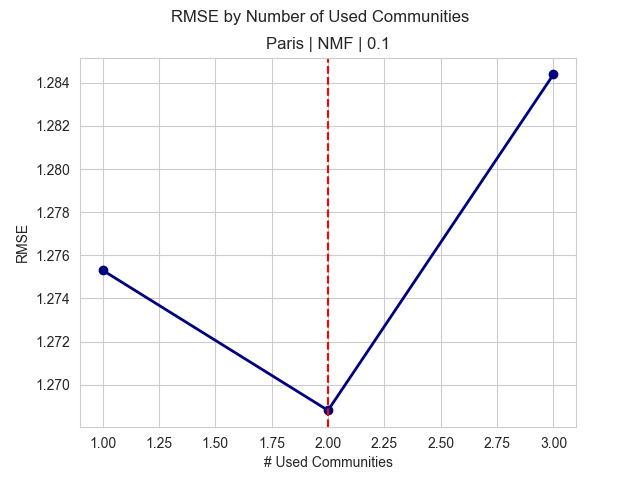 RMSE by Number of Used Communities
Paris | NMF | 0.1
RMSE
1.284
1.282
1.280
1.278
1.276
1.274
1.272
1.270
1.00 1.25 1.50 1.75 2.00 2.25 2.50 2.75 3.00
# Used Communities